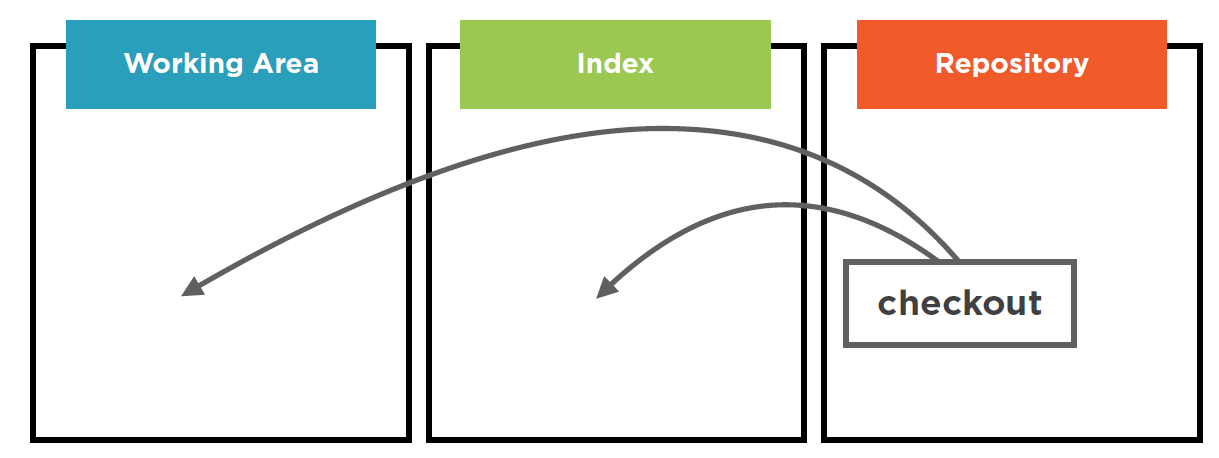 Working Area
Index
Repository
checkout